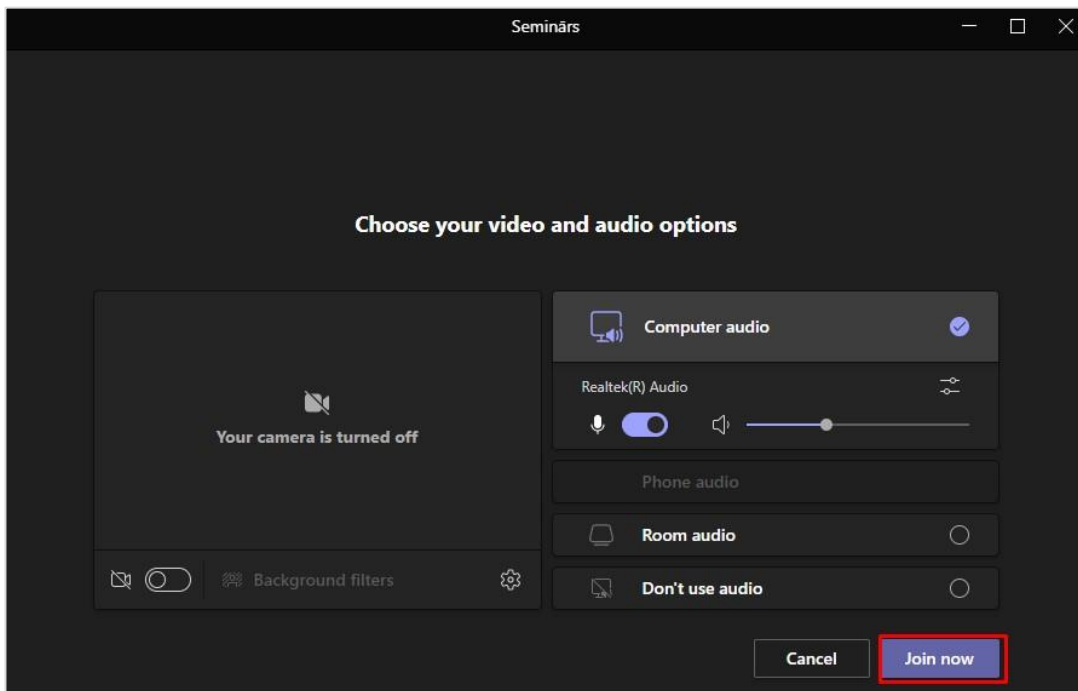 Seminārs
Choose your video and audio options
Your camera is turned off
Background filters
Computer audio
Realtek(R) Audio
Phone audio
Room audio
Don't use audio
Cancel
Join now